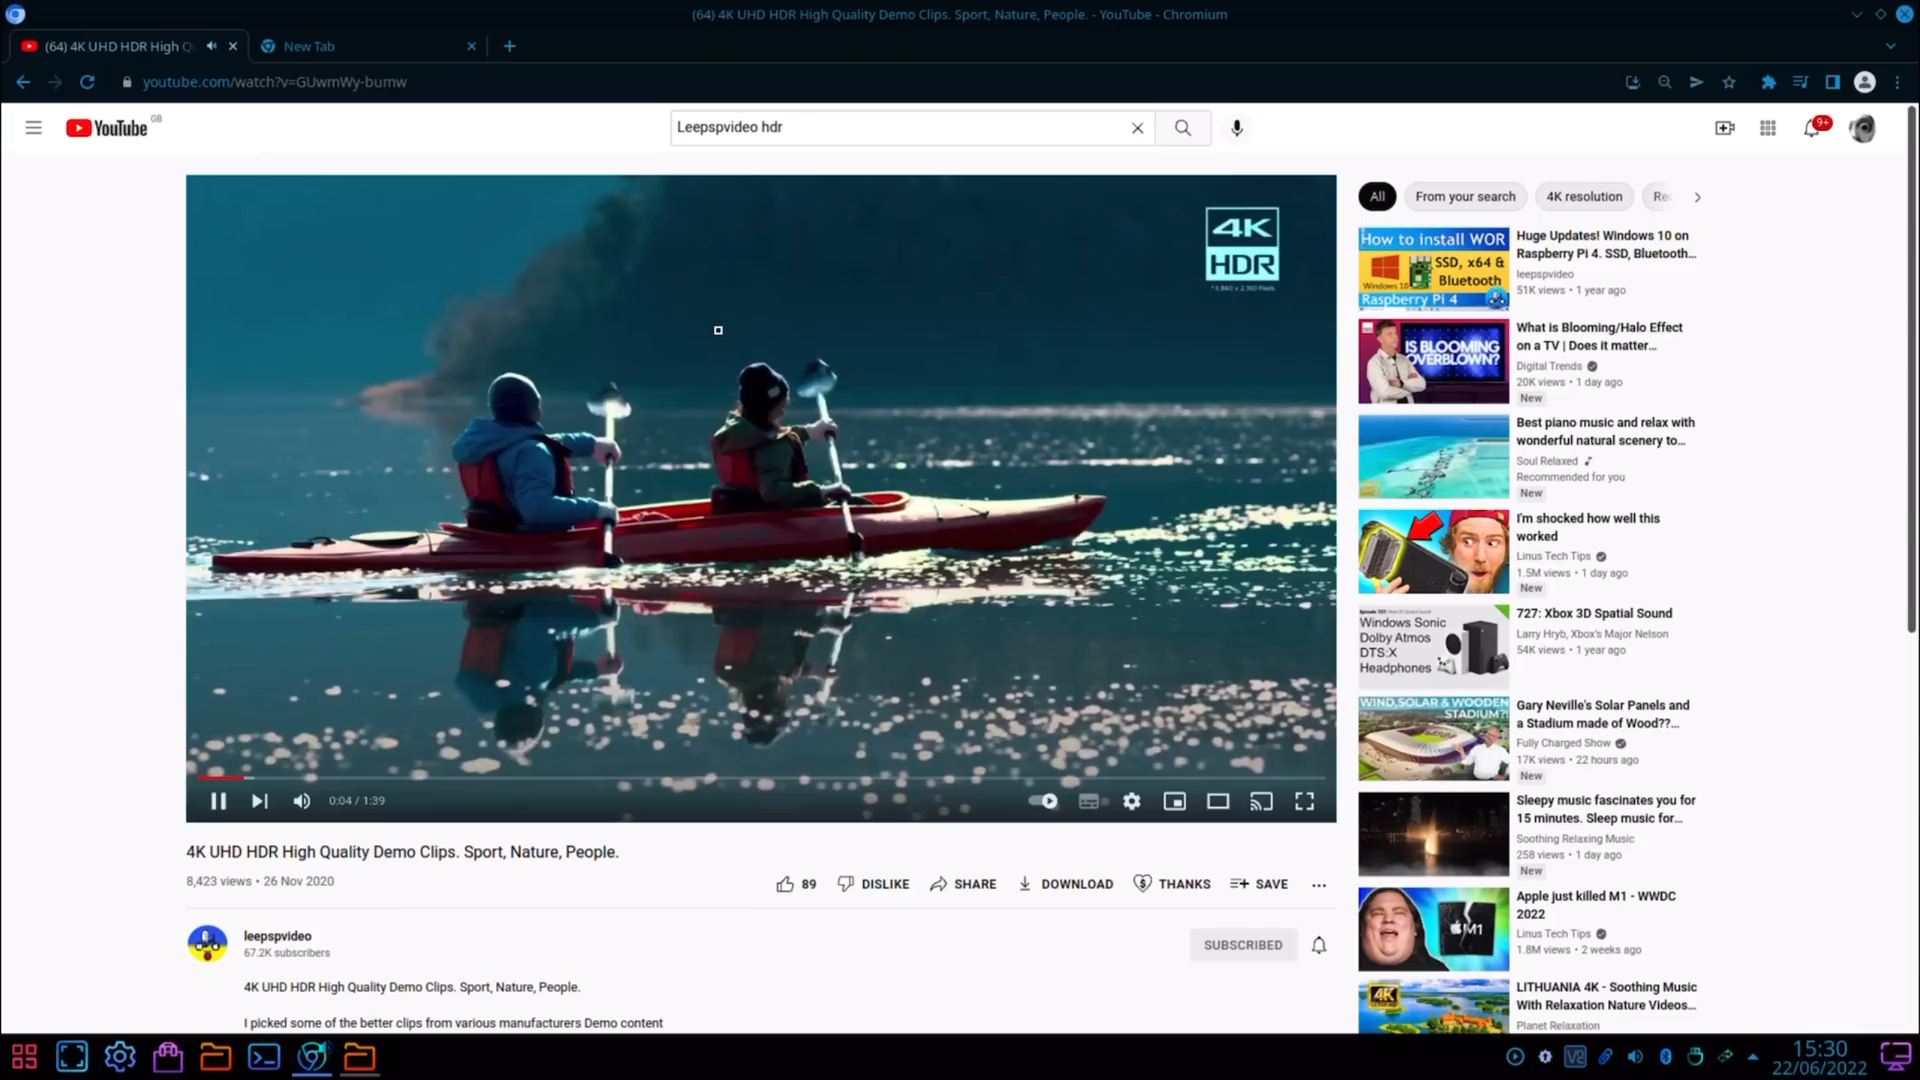 (64) 4K UHD HDR High Quality Demo Clips. Sport, Nature, People. - YouTube - Chromium
(64) 4K UHD HDR High Q
New Tab
youtube.com/watch?v=GUwmWy-bumw
YouTube GB
Leepspvideo hdr
9+
4K
HDR
*3,840 x 2,160 Pixels
0:04 / 1:39
4K UHD HDR High Quality Demo Clips. Sport, Nature, People.
8,423 views • 26 Nov 2020
89
DISLIKE
SHARE
DOWNLOAD
THANKS
SAVE
leepspvideo
67.2K subscribers
SUBSCRIBED
4K UHD HDR High Quality Demo Clips. Sport, Nature, People.
I picked some of the better clips from various manufacturers Demo content
All
From your search
4K resolution
Rec
How to install WOR
SSD, x64 &
Bluetooth
Windows 10
Raspberry Pi 4
Huge Updates! Windows 10 on
Raspberry Pi 4. SSD, Bluetooth...
leepspvideo
51K views • 1 year ago
IS BLOOMING
OVERBLOWN?
What is Blooming/Halo Effect
on a TV | Does it matter...
Digital Trends
20K views • 1 day ago
New
Best piano music and relax with
wonderful natural scenery to...
Soul Relaxed
Recommended for you
New
I'm shocked how well this
worked
Linus Tech Tips
1.5M views • 1 day ago
New
Windows Sonic
Dolby Atmos
DTS:X
Headphones
727: Xbox 3D Spatial Sound
Larry Hryb, Xbox's Major Nelson
54K views • 1 year ago
WIND, SOLAR & WOODEN
STADIUM?!
Gary Neville's Solar Panels and
a Stadium made of Wood??...
Fully Charged Show
17K views • 22 hours ago
New
Sleepy music fascinates you for
15 minutes. Sleep music for...
Soothing Relaxing Music
258 views • 1 day ago
New
M1
Apple just killed M1 - WWDC
2022
Linus Tech Tips
1.8M views • 2 weeks ago
4K
LITHUANIA 4K - Soothing Music
With Relaxation Nature Videos...
Planet Relaxation
V2
15:30
22/06/2022